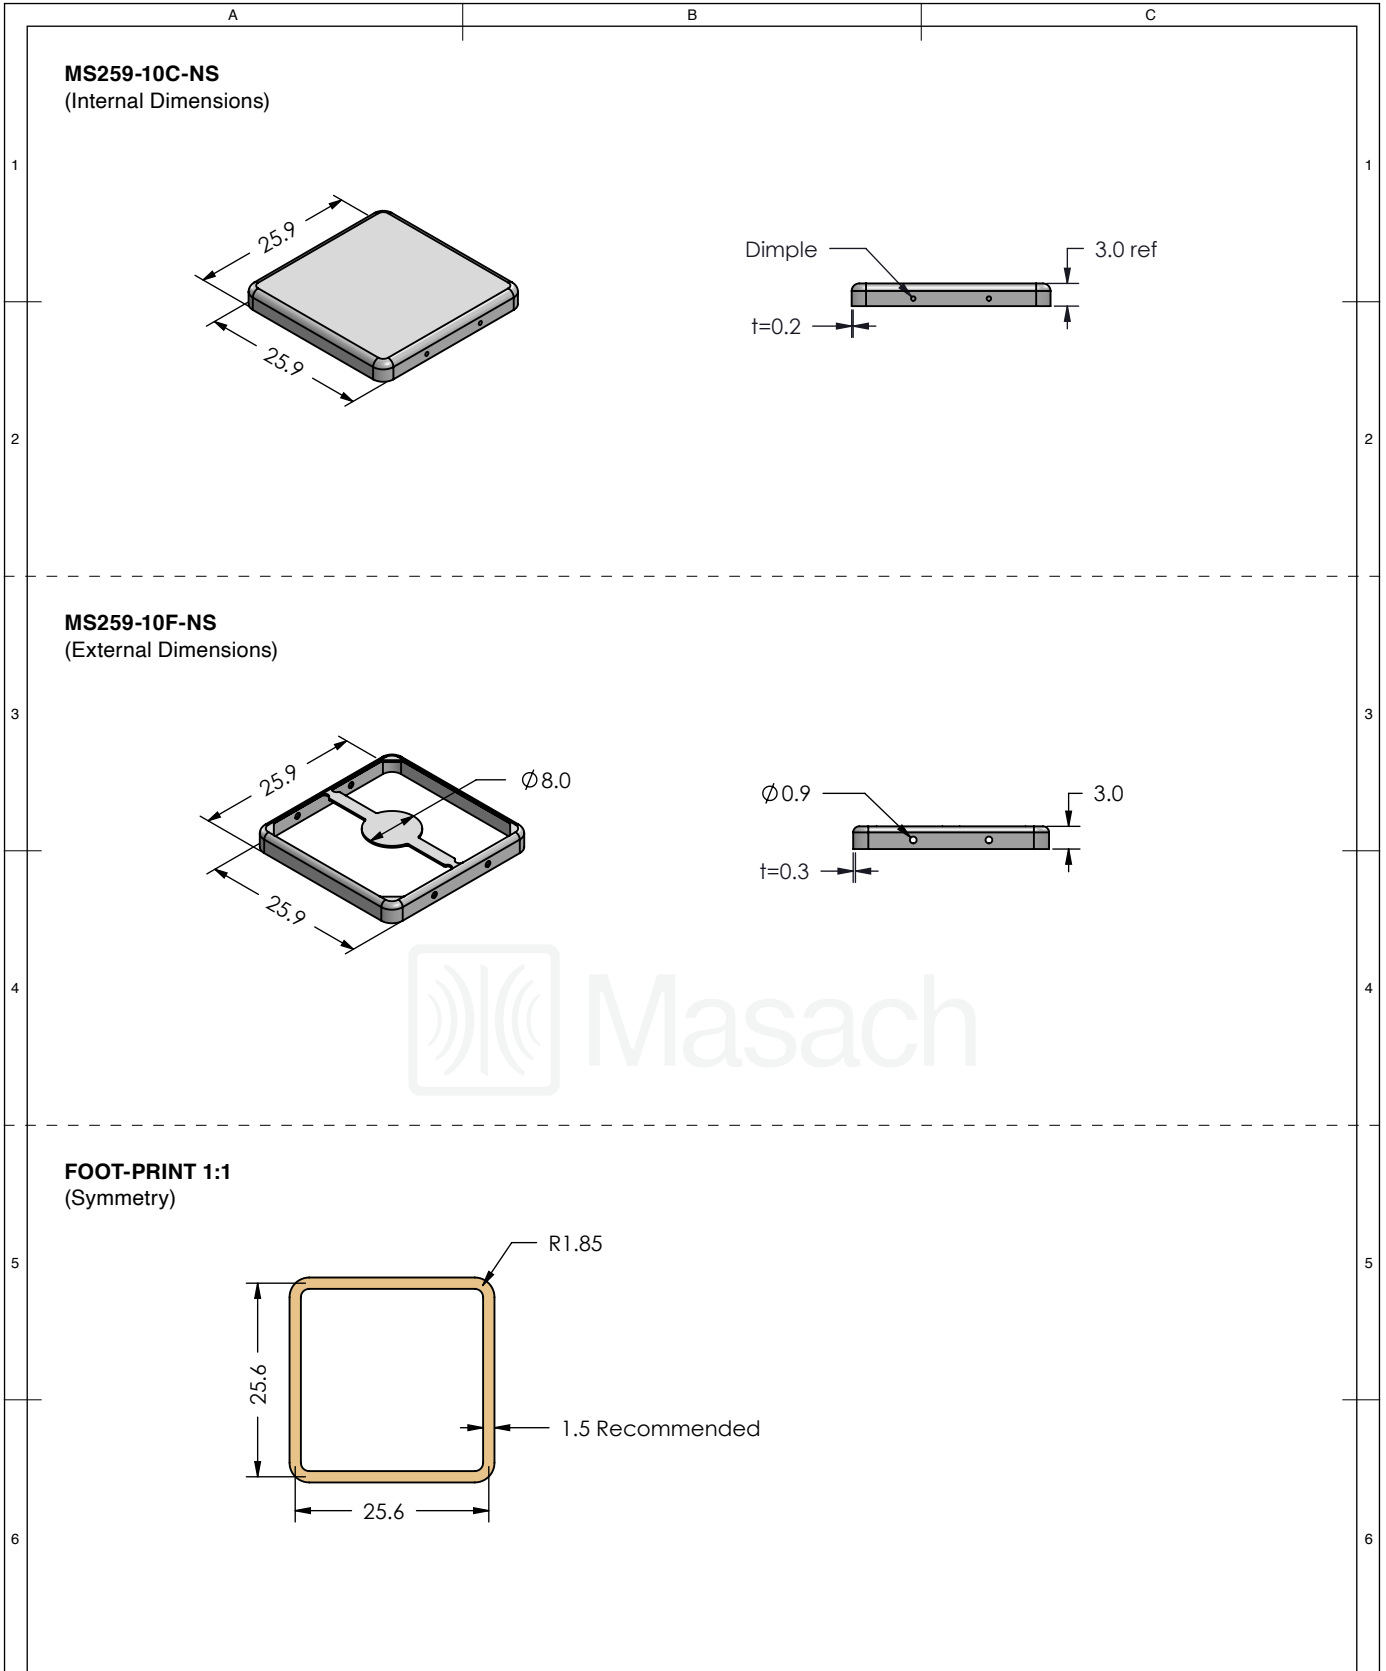 A B C
MS259-10C-NS
(Internal Dimensions)
1 1
25.9
25.9
Dimple
3.0 ref
t=0.2
2 2
MS259-10F-NS
(External Dimensions)
3 3
25.9
Ø8.0
25.9
Ø0.9
3.0
t=0.3
Masach
4 4
FOOT-PRINT 1:1
(Symmetry)
R1.85
5 5
25.6
1.5 Recommended
25.6
6 6